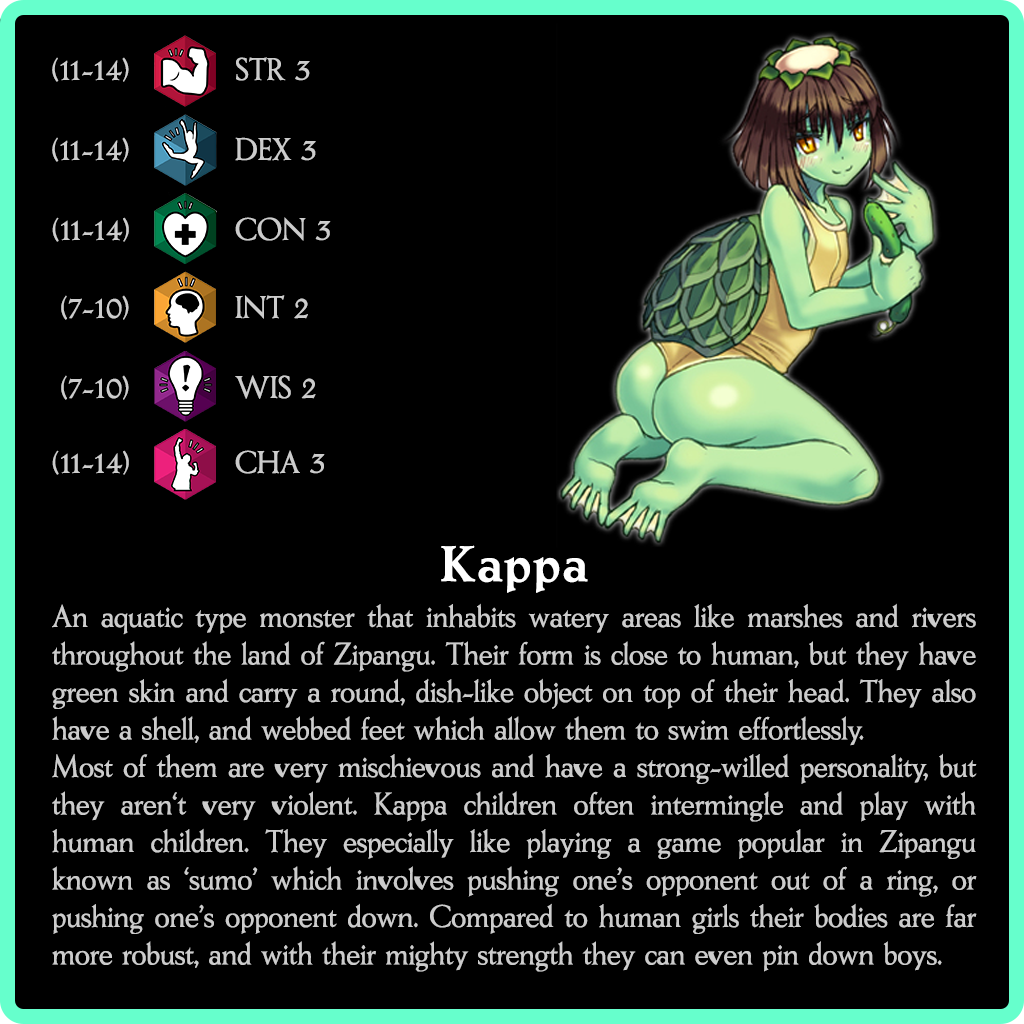 (11-14) STR 3
(11-14) DEX 3
(11-14) CON 3
(7-10) INT 2
(7-10) WIS 2
(11-14) CHA 3
Kappa
An aquatic type monster that inhabits watery areas like marshes and rivers
throughout the land of Zipangu. Their form is close to human, but they have
green skin and carry a round, dish-like object on top of their head. They also
have a shell, and webbed feet which allow them to swim effortlessly.
Most of them are very mischievous and have a strong-willed personality, but
they aren‘t very violent. Kappa children often intermingle and play with
human children. They especially like playing a game popular in Zipangu
known as ‘sumo’ which involves pushing one’s opponent out of a ring, or
pushing one’s opponent down. Compared to human girls their bodies are far
more robust, and with their mighty strength they can even pin down boys.